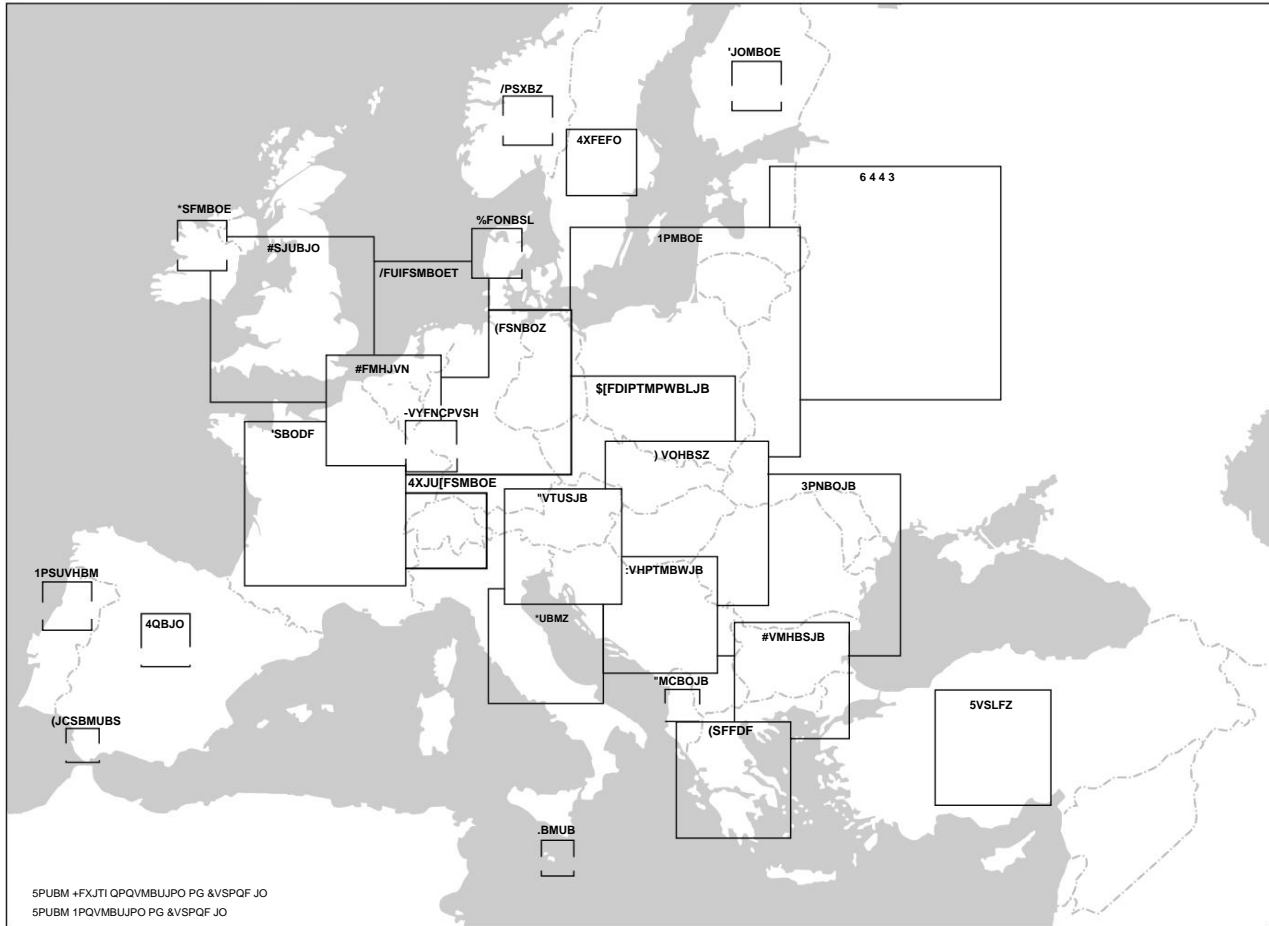 'JOMBOE
/PSXBZ
4XFEFO
6 4 4 3
*SFMBOE
%FONBSL
#SJUBJO
1PMBOE
/FUIFSMBOET
(FSNBOZ
#FMHJVN
$[FDIPTMPWBLJB
-VYFNCPVSH
'SBODF
) VOHBSZ
4XJU[FSMBOE
3PNBOJB
"VTUSJB
:VHPTMBWJB
1PSUVHBM
4QBJO
*UBMZ
#VMHBSJB
"MCBOJB
5VSLFZ
(JCSBMUBS
(SFFDF
.BMUB
5PUBM +FXJTI QPQVMBUJPO PG &VSPQF JO
5PUBM 1PQVMBUJPO PG &VSPQF JO